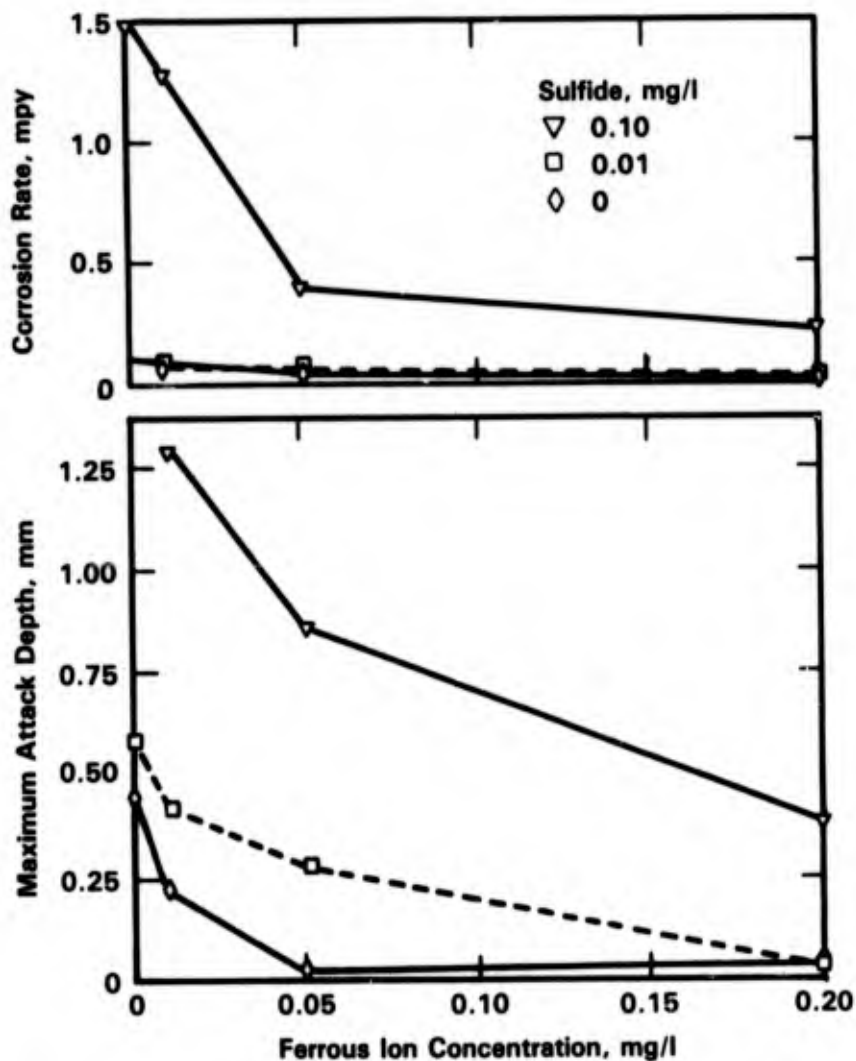 Corrosion Rate, mpy
1.5
1.0
0.5
0
Sulfide, mg/l
▽ 0.10
□ 0.01
◊ 0
Maximum Attack Depth, mm
1.25
1.00
0.75
0.50
0.25
0
0 0.05 0.10 0.15 0.20
Ferrous Ion Concentration, mg/l